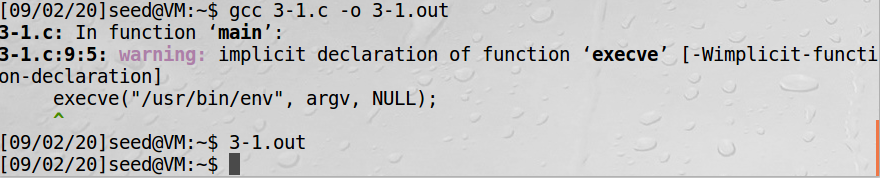 [09/02/20]seed@VM:~$ gcc 3-1.c -o 3-1.out
3-1.c: In function ‘main’:
3-1.c:9:5: warning: implicit declaration of function ‘execve’ [-Wimplicit-functi
on-declaration]
     execve("/usr/bin/env", argv, NULL);
     ^
[09/02/20]seed@VM:~$ 3-1.out
[09/02/20]seed@VM:~$